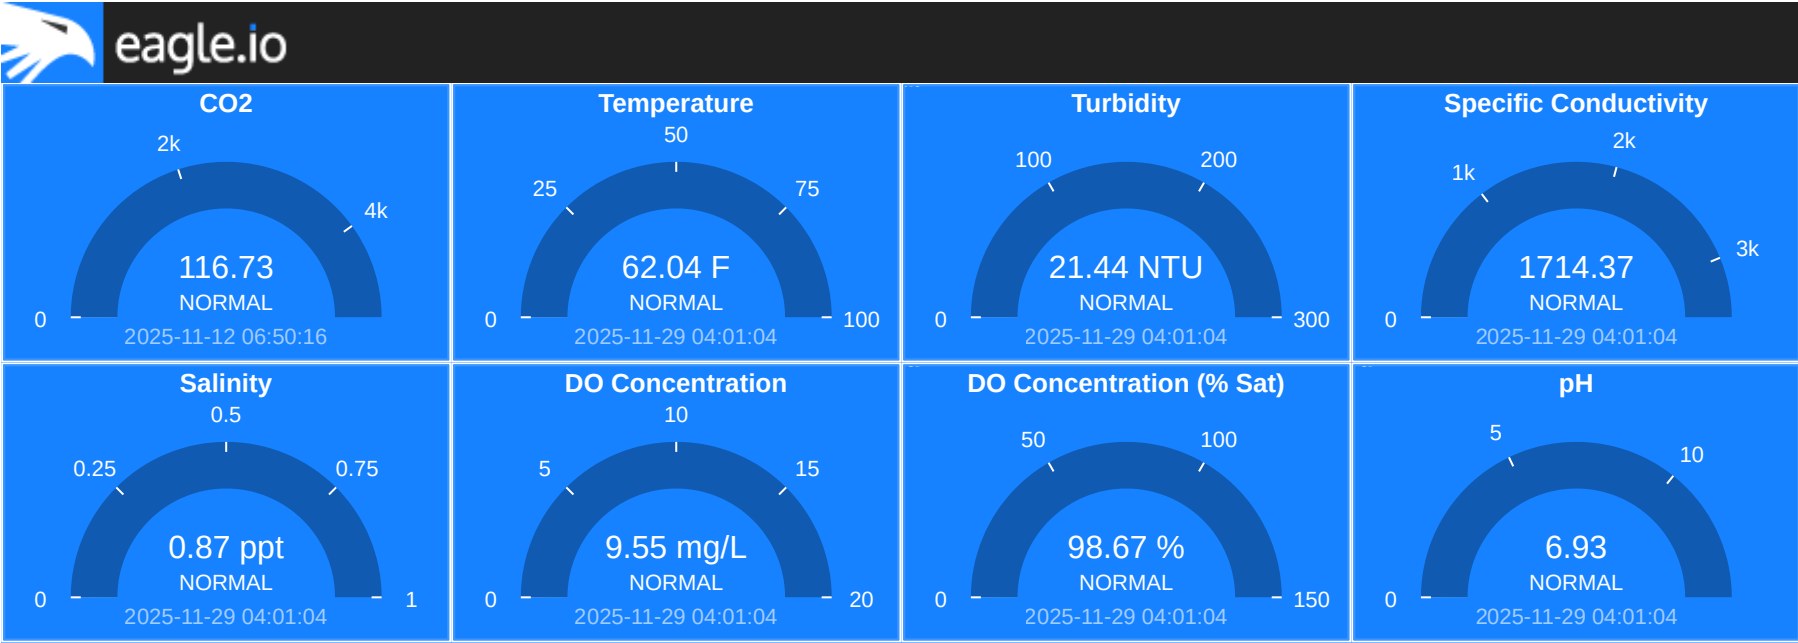 eagle.io
CO2
2k
4k
0
116.73
NORMAL
2025-11-12 06:50:16
Temperature
50
25
75
0
100
62.04 F
NORMAL
2025-11-29 04:01:04
Turbidity
100
200
0
300
21.44 NTU
NORMAL
2025-11-29 04:01:04
Specific Conductivity
2k
1k
3k
0
1714.37
NORMAL
2025-11-29 04:01:04
Salinity
0.5
0.25
0.75
0
1
0.87 ppt
NORMAL
2025-11-29 04:01:04
DO Concentration
10
5
15
0
20
9.55 mg/L
NORMAL
2025-11-29 04:01:04
DO Concentration (% Sat)
50
100
0
150
98.67 %
NORMAL
2025-11-29 04:01:04
pH
5
10
0
6.93
NORMAL
2025-11-29 04:01:04